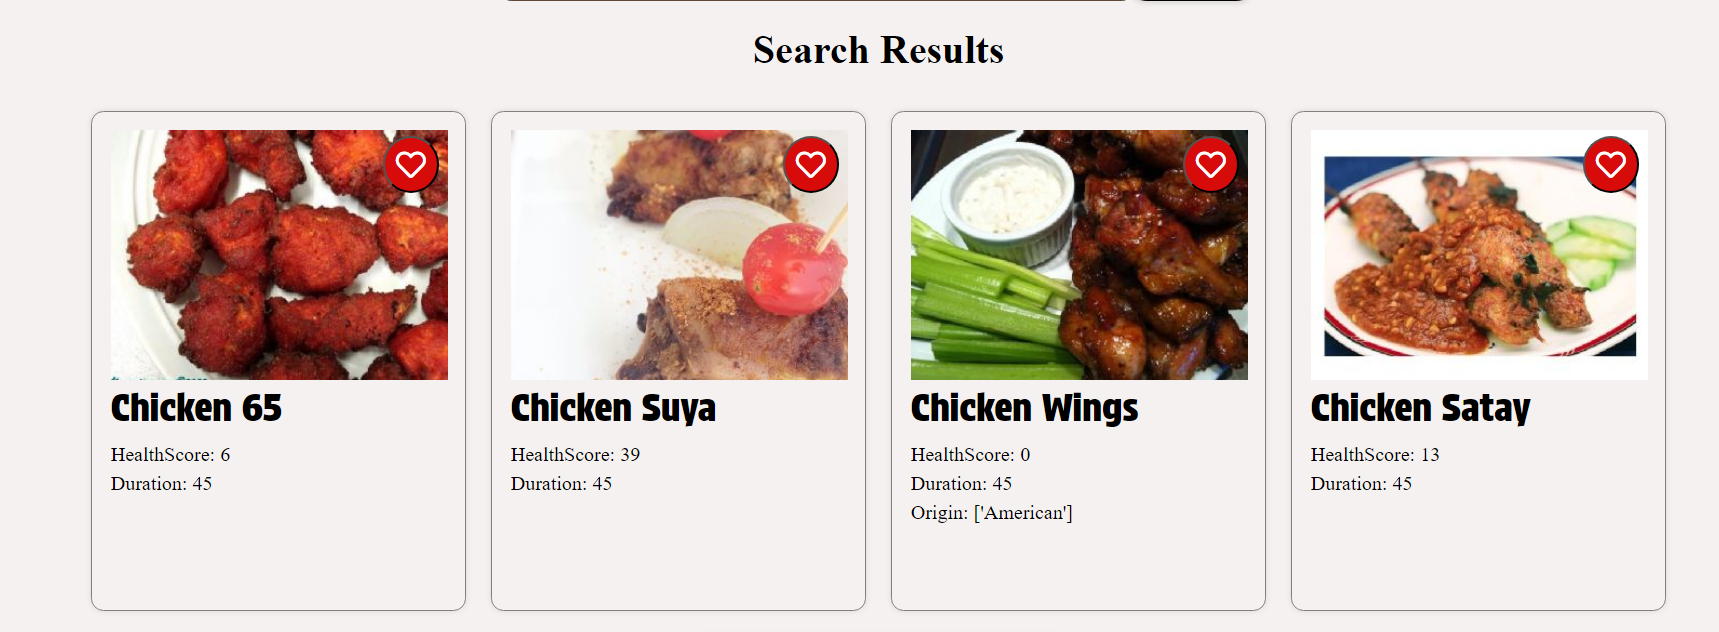 Search Results
Chicken 65
HealthScore: 6
Duration: 45
Chicken Suya
HealthScore: 39
Duration: 45
Chicken Wings
HealthScore: 0
Duration: 45
Origin: ['American']
Chicken Satay
HealthScore: 13
Duration: 45